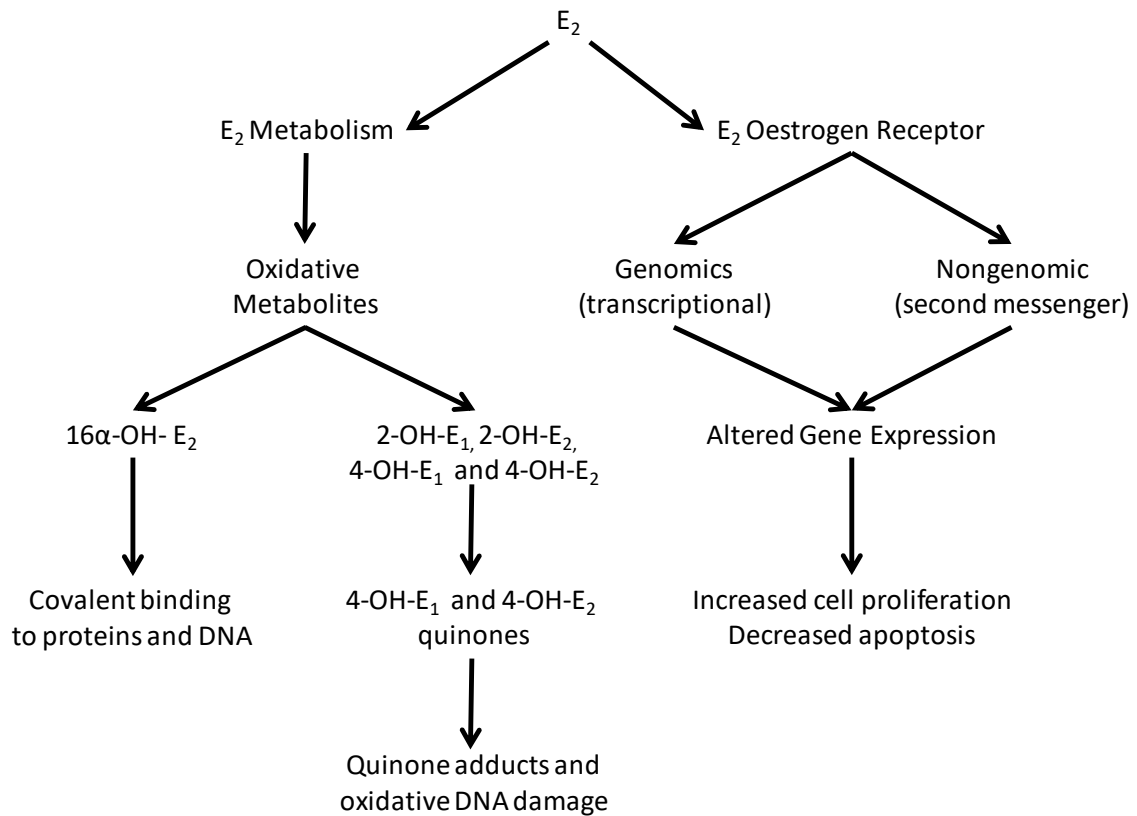 E₂
E₂ Metabolism
E₂ Oestrogen Receptor
Oxidative
Metabolites
Genomics
(transcriptional)
Nongenomic
(second messenger)
16α-OH- E₂
2-OH-E₁, 2-OH-E₂,
4-OH-E₁ and 4-OH-E₂
Altered Gene Expression
Covalent binding
to proteins and DNA
4-OH-E₁ and 4-OH-E₂
quinones
Increased cell proliferation
Decreased apoptosis
Quinone adducts and
oxidative DNA damage